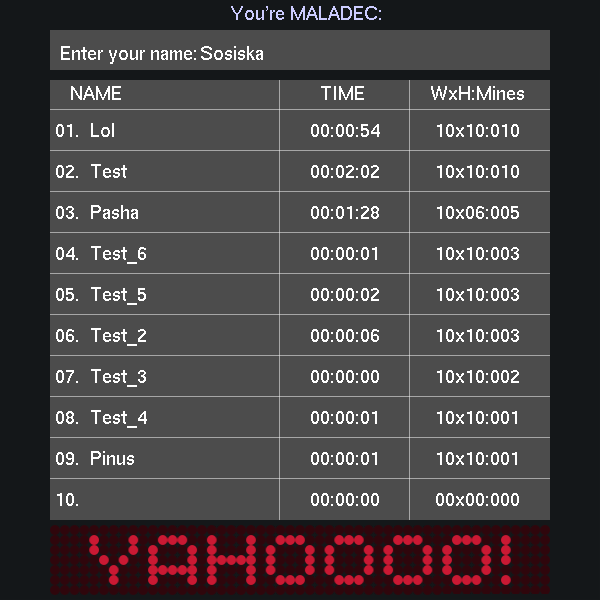 You're MALADEC:
Enter your name: Sosiska
NAME TIME WxH:Mines
01. Lol 00:00:54 10x10:010
02. Test 00:02:02 10x10:010
03. Pasha 00:01:28 10x06:005
04. Test_6 00:00:01 10x10:003
05. Test_5 00:00:02 10x10:003
06. Test_2 00:00:06 10x10:003
07. Test_3 00:00:00 10x10:002
08. Test_4 00:00:01 10x10:001
09. Pinus 00:00:01 10x10:001
10. 00:00:00 00x00:000
YAHOOOO!